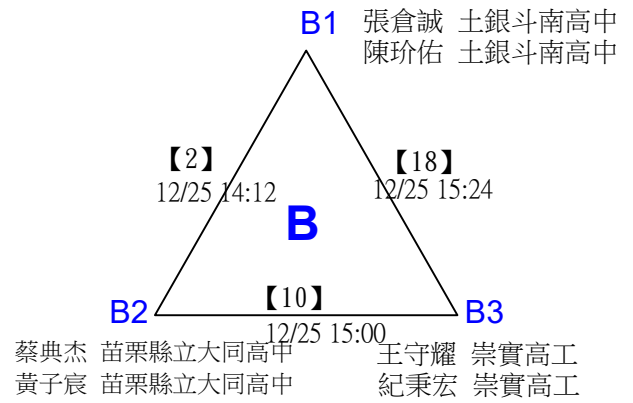 B1
張倉誠 土銀斗南高中
陳玠佑 土銀斗南高中
【2】
12/25 14:12
【18】
12/25 15:24
B
【10】
12/25 15:00
B2
B3
蔡典杰 苗栗縣立大同高中
黃子宸 苗栗縣立大同高中
王守耀 崇實高工
紀秉宏 崇實高工